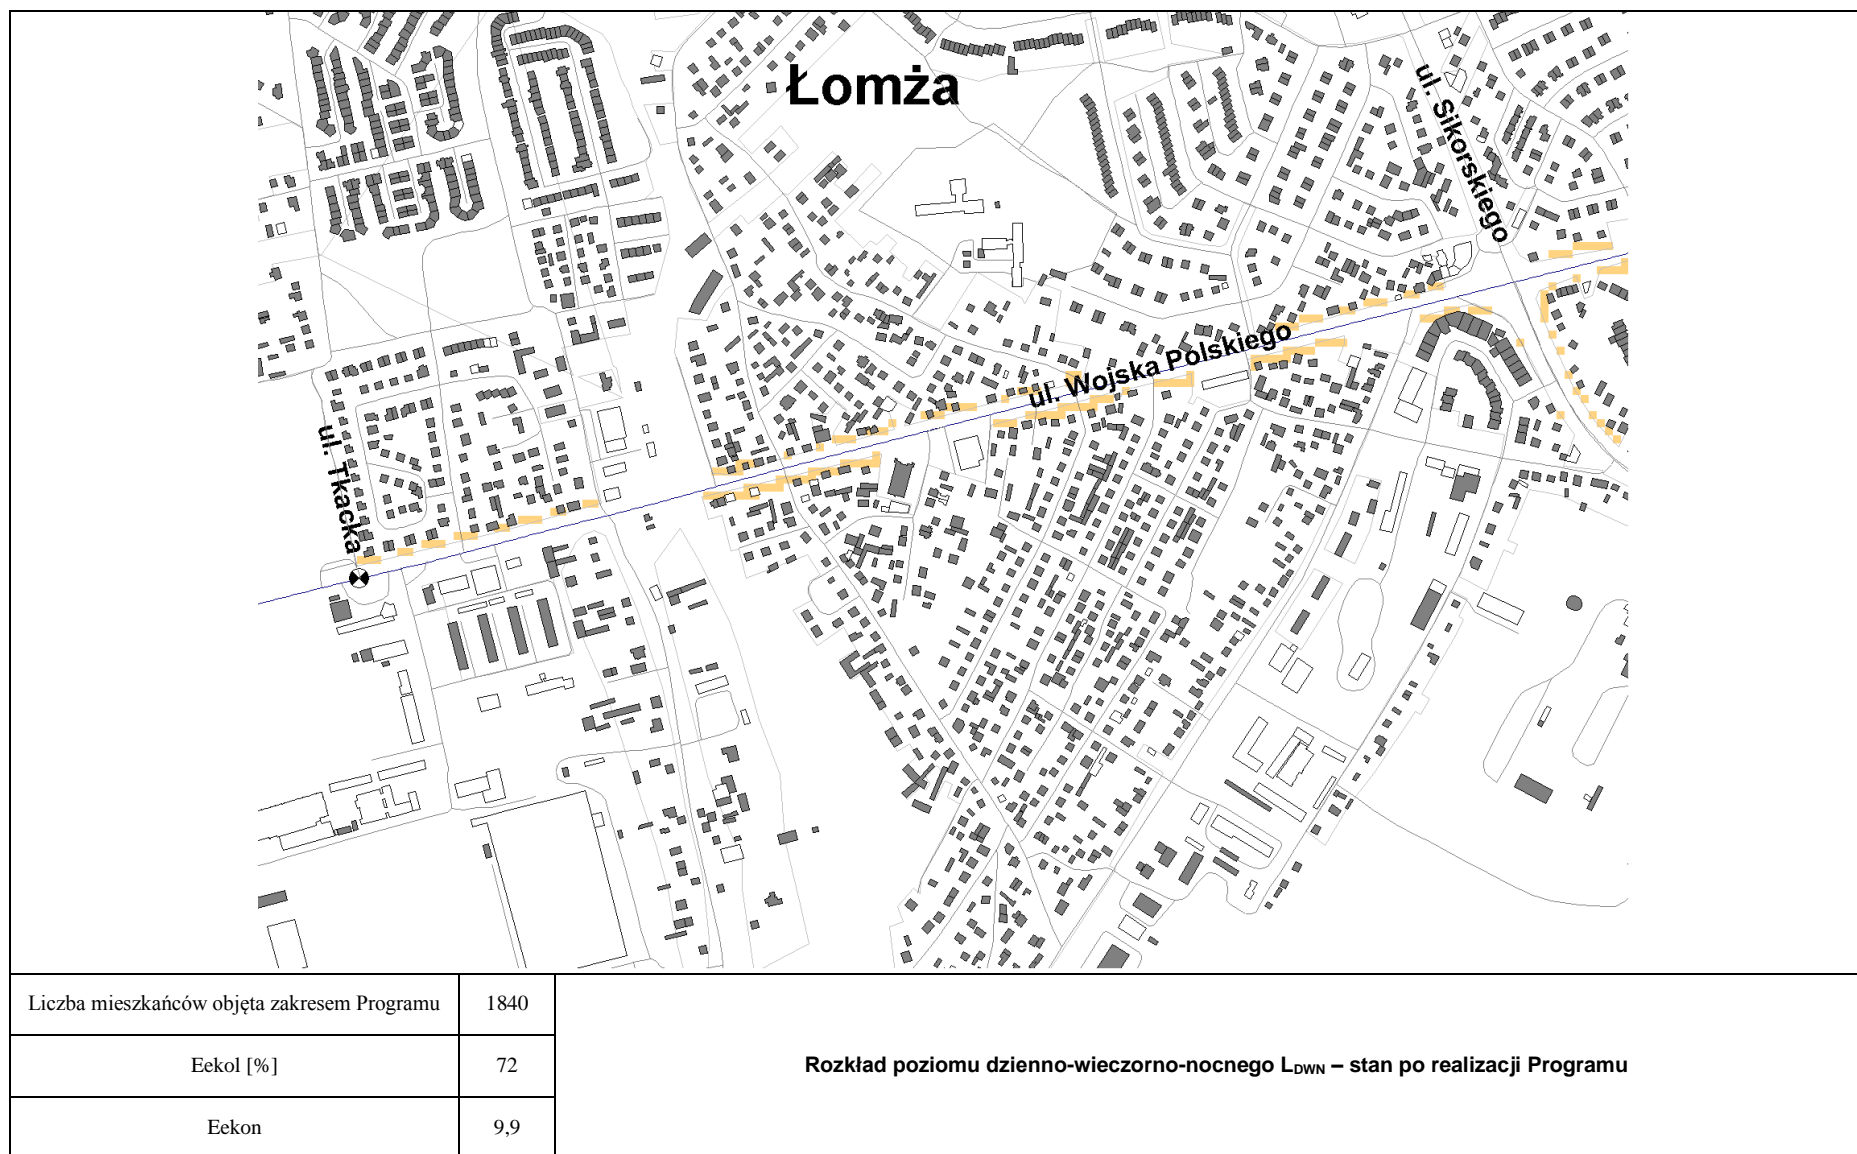 Łomża
ul. Sikorskiego
ul. Wojska Polskiego
ul. Tkacka
Liczba mieszkańców objęta zakresem Programu 1840
Eekol [%] 72
Eekon 9,9
Rozkład poziomu dzienno-wieczorno-nocnego LDWN – stan po realizacji Programu